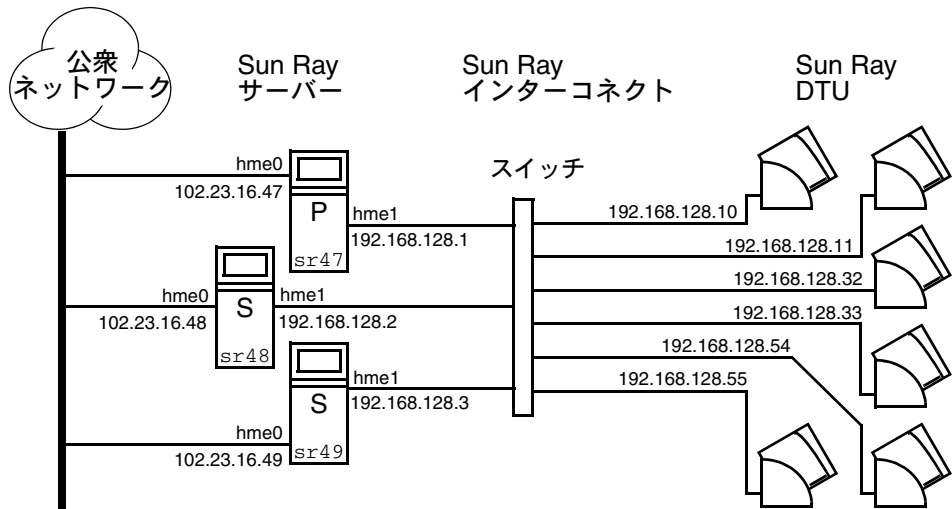 公衆
ネットワーク
Sun Ray
サーバー
Sun Ray
インターコネクト
Sun Ray
DTU
スイッチ
hme0
102.23.16.47
P
sr47
hme1
192.168.128.1
hme0
102.23.16.48
S
sr48
hme1
192.168.128.2
hme0
102.23.16.49
S
sr49
hme1
192.168.128.3
192.168.128.10
192.168.128.11
192.168.128.32
192.168.128.33
192.168.128.54
192.168.128.55